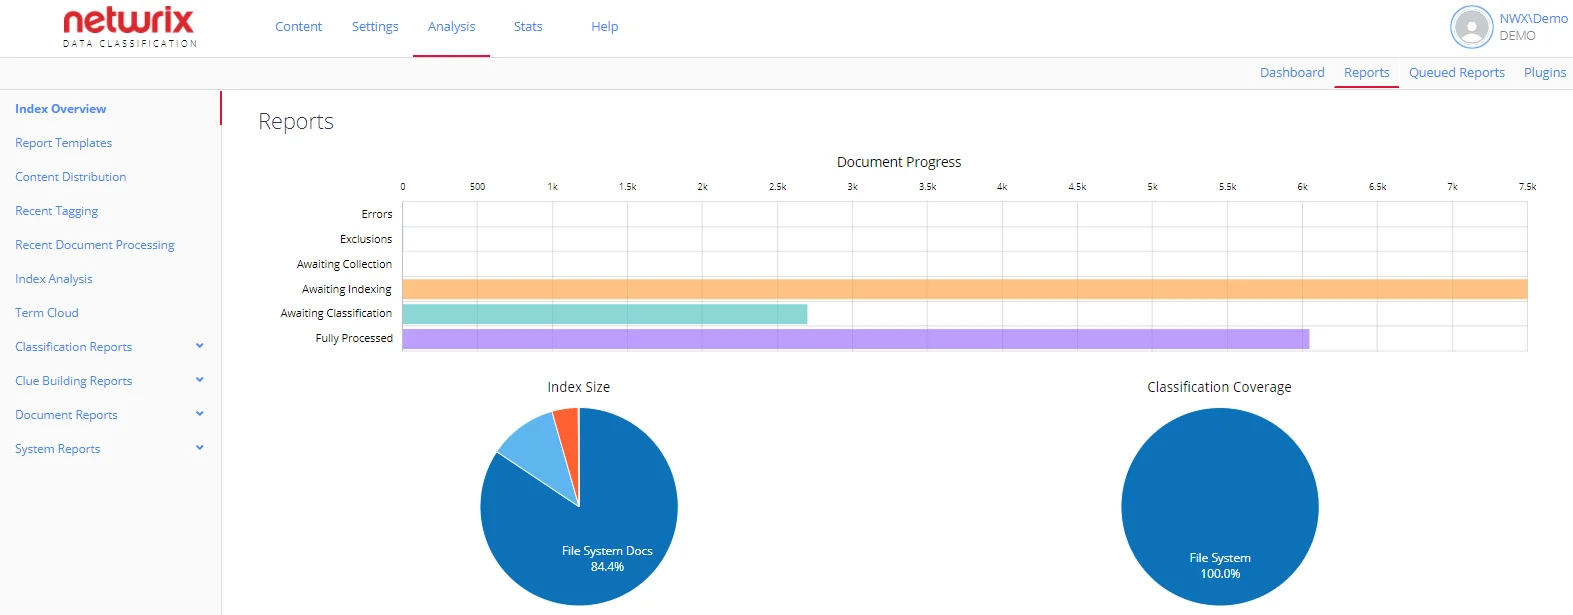 netwrix
DATA CLASSIFICATION
Content Settings Analysis Stats Help
NWX\Demo
DEMO
Dashboard Reports Queued Reports Plugins
Index Overview
Report Templates
Content Distribution
Recent Tagging
Recent Document Processing
Index Analysis
Term Cloud
Classification Reports
Clue Building Reports
Document Reports
System Reports
Reports
Document Progress
0 500 1k 1.5k 2k 2.5k 3k 3.5k 4k 4.5k 5k 5.5k 6k 6.5k 7k 7.5k
Errors
Exclusions
Awaiting Collection
Awaiting Indexing
Awaiting Classification
Fully Processed
Index Size
File System Docs
84.4%
Classification Coverage
File System
100.0%